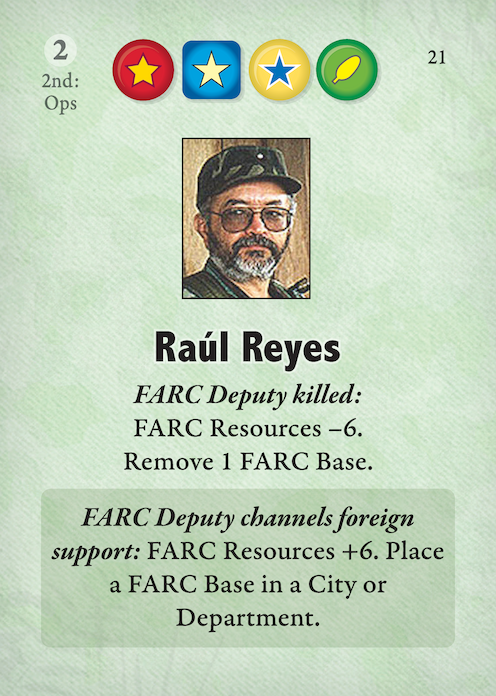 2
2nd:
Ops
21
Raúl Reyes
FARC Deputy killed:
FARC Resources –6.
Remove 1 FARC Base.
FARC Deputy channels foreign
support: FARC Resources +6. Place
a FARC Base in a City or
Department.